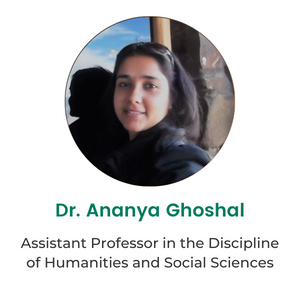 Dr. Ananya Ghoshal
Assistant Professor in the Discipline
of Humanities and Social Sciences